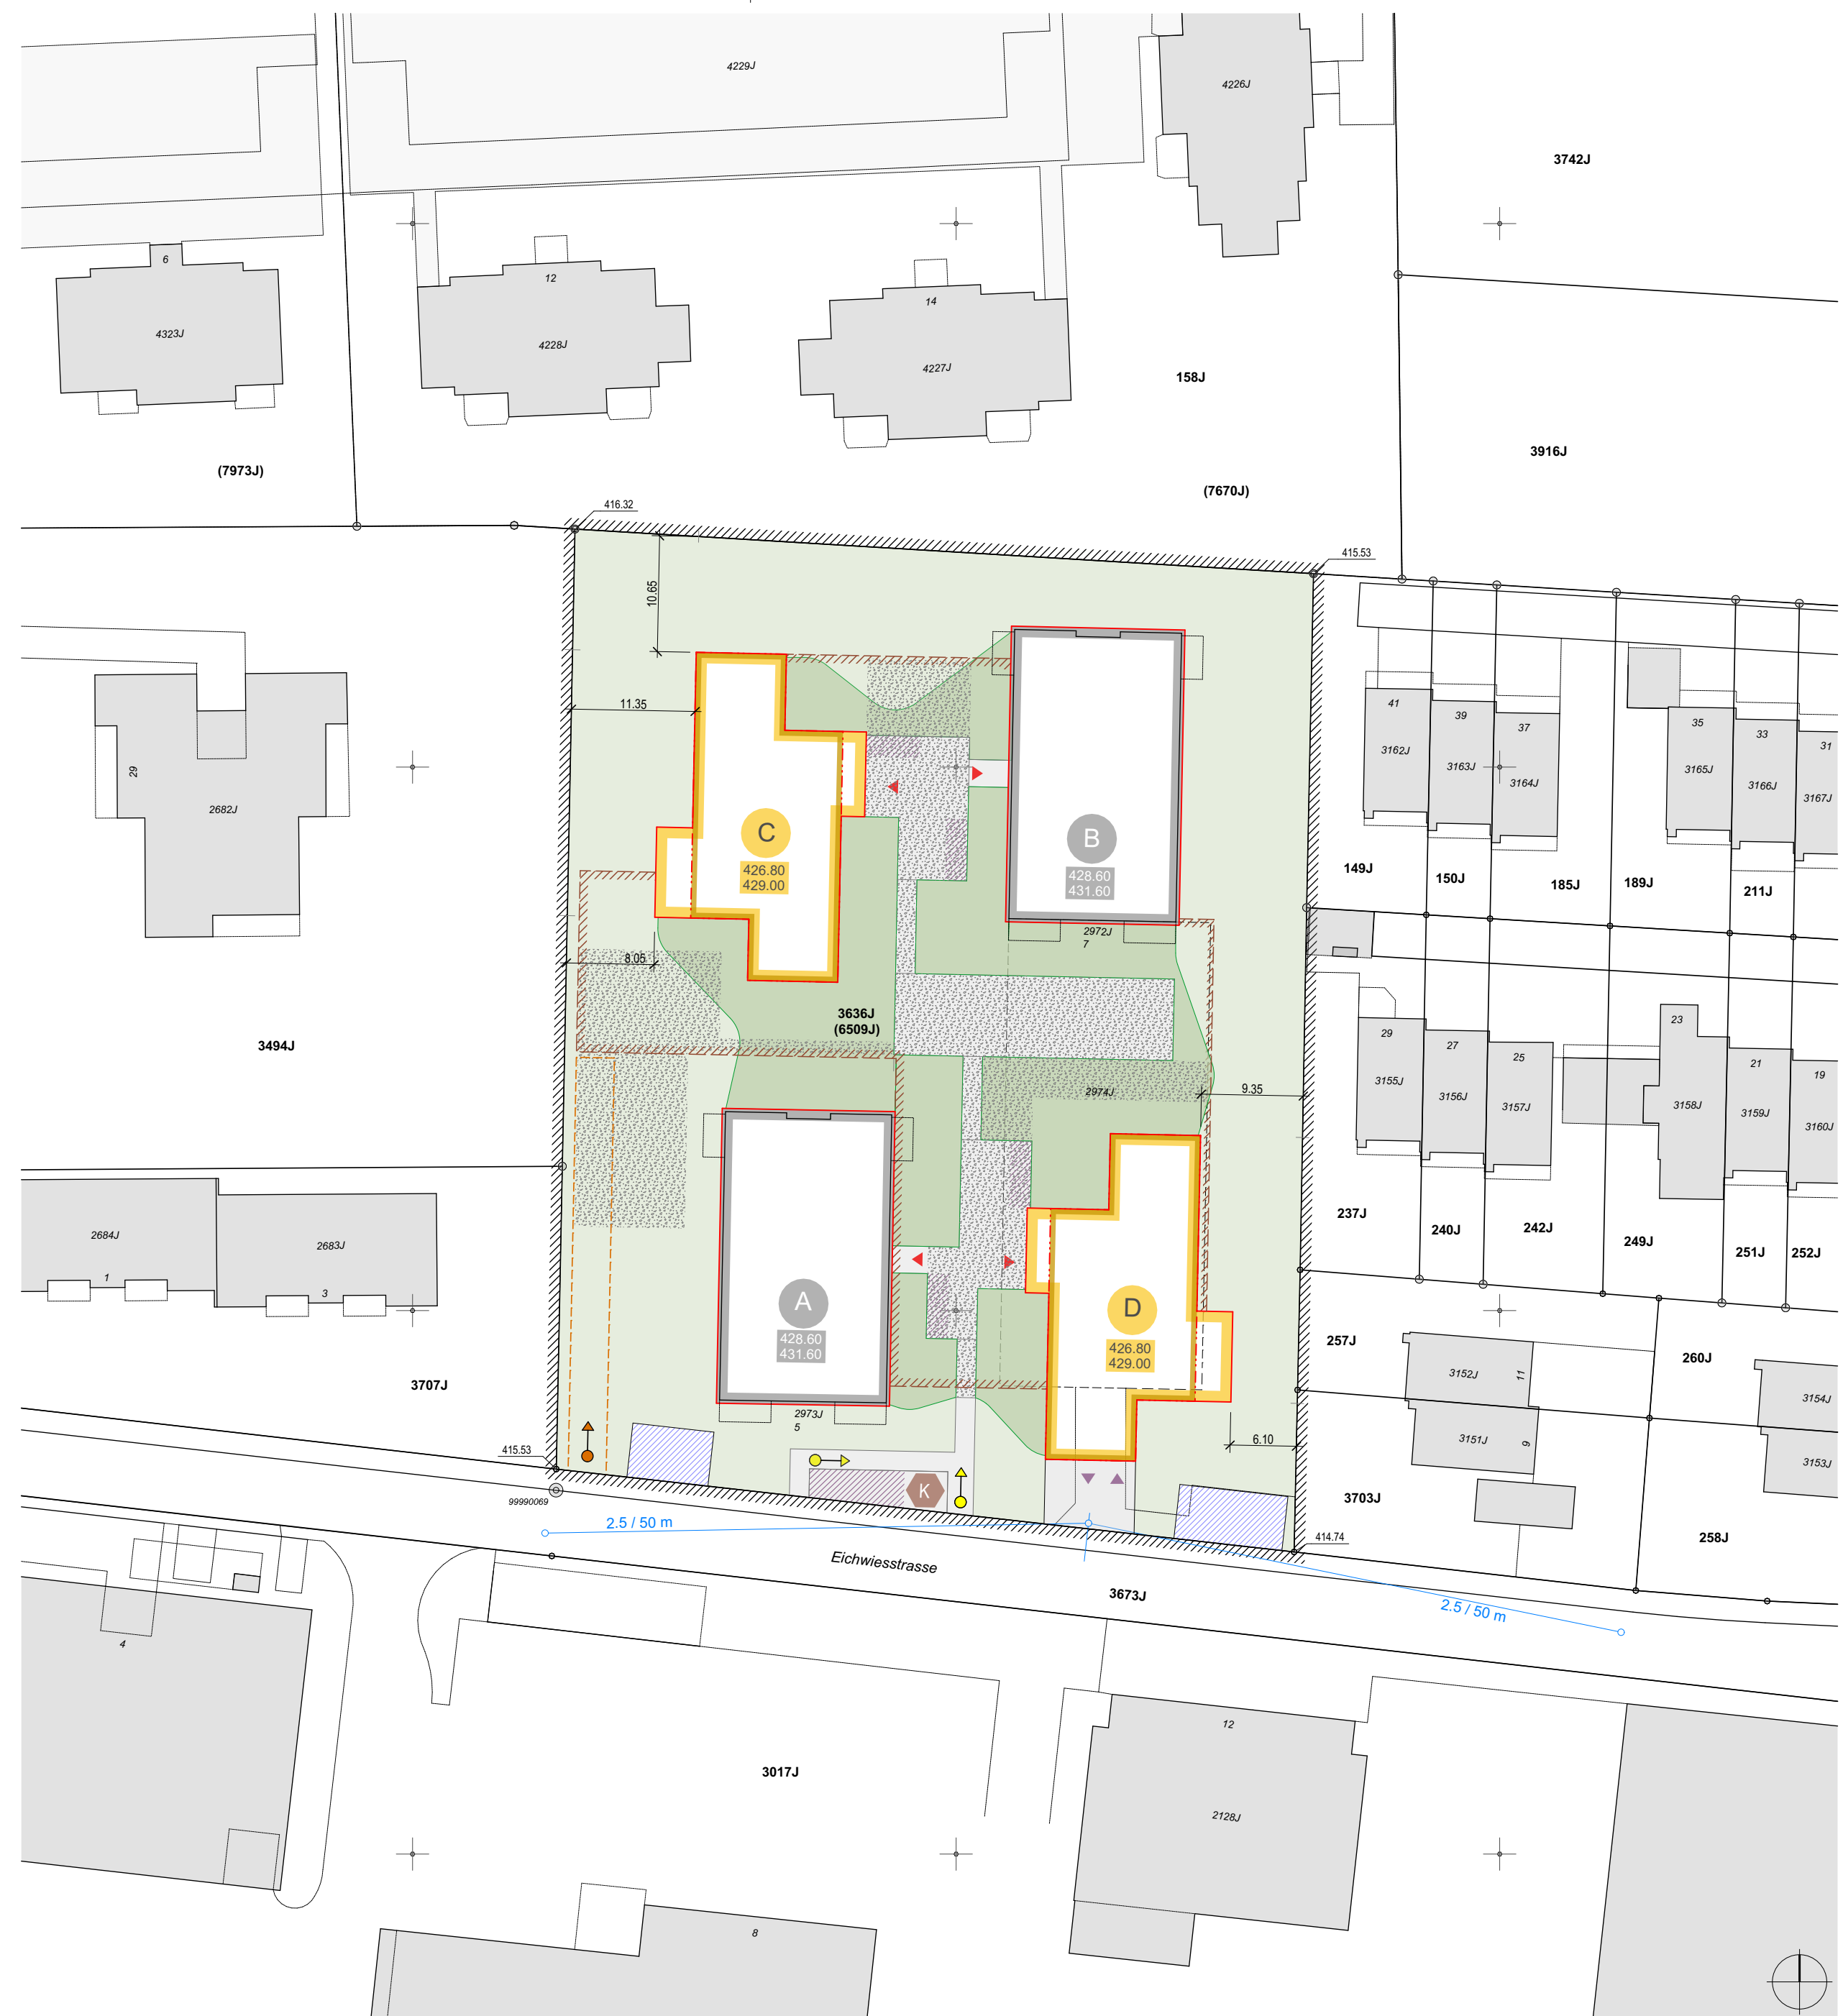 4229J
4226J
3742J
6
12
14
4323J
4228J
4227J
158J
(7973J)
3916J
(7670J)
416.32
415.53
10.65
11.35
41
39
37
35
33
31
3162J
3163J
3164J
3165J
3166J
3167J
29
2682J
C
426.80
429.00
B
428.60
431.60
149J
150J
185J
189J
211J
2972J
7
8.05
3636J
(6509J)
3494J
29
27
25
23
21
19
3155J
3156J
3157J
3158J
3159J
3160J
2974J
9.35
2684J
2683J
1
3
237J
240J
242J
249J
251J
252J
A
428.60
431.60
D
426.80
429.00
257J
260J
3707J
3152J
11
3154J
2973J
5
3151J
9
3153J
415.53
6.10
K
99990069
3703J
2.5 / 50 m
414.74
258J
Eichwiesstrasse
3673J
2.5 / 50 m
4
12
3017J
2128J
8